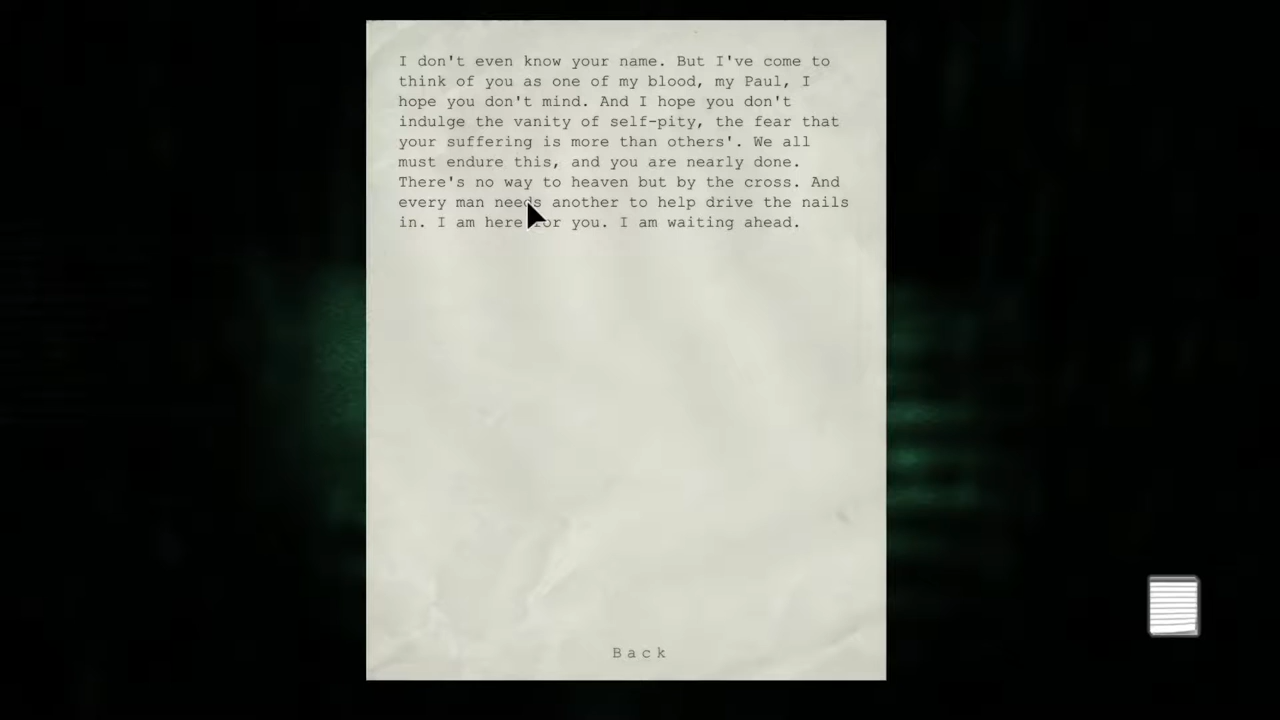 I don't even know your name. But I've come to
think of you as one of my blood, my Paul, I
hope you don't mind. And I hope you don't
indulge the vanity of self-pity, the fear that
your suffering is more than others'. We all
must endure this, and you are nearly done.
There's no way to heaven but by the cross. And
every man needs another to help drive the nails
in. I am here for you. I am waiting ahead.
Back